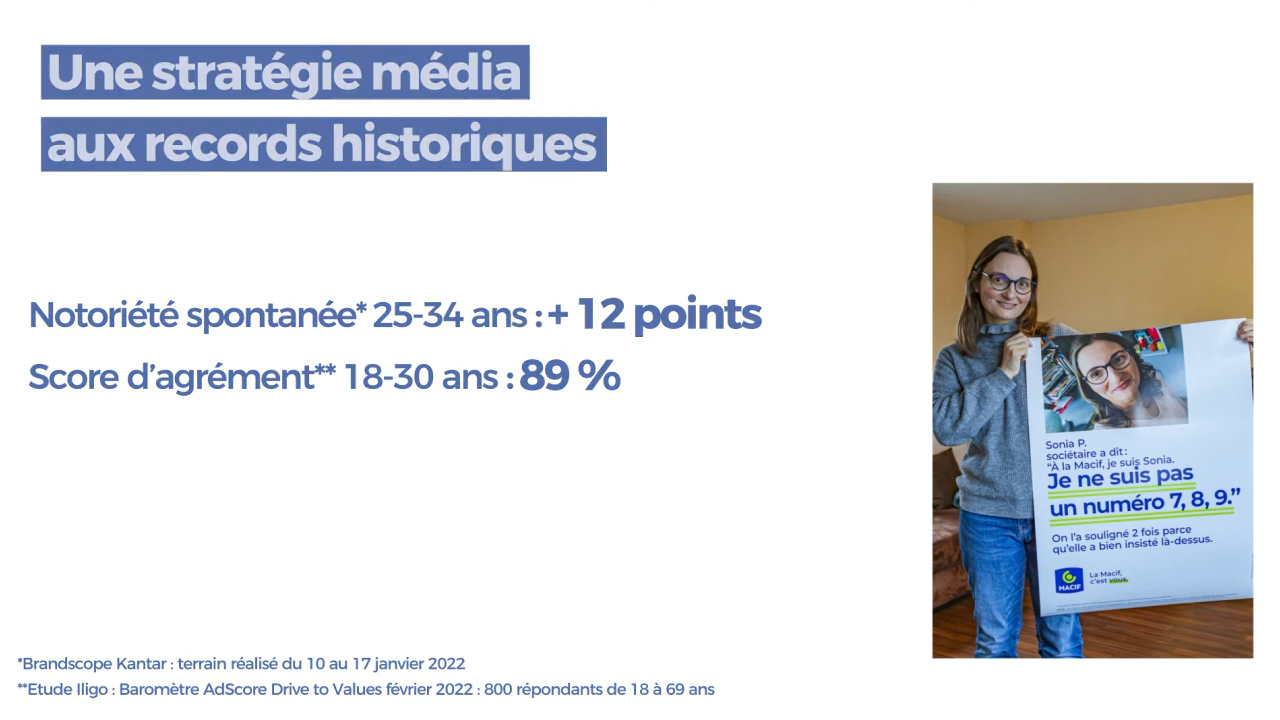 Une stratégie média
aux records historiques
Notoriété spontanée* 25-34 ans : + 12 points
Score d’agrément** 18-30 ans : 89 %
Sonia P.
sociétaire a dit :
“À la Macif, je suis Sonia.
Je ne suis pas
un numéro 7, 8, 9.”
On l’a souligné 2 fois parce
qu’elle a bien insisté là-dessus.
MACIF
La Macif,
c’est vous.
*Brandscope Kantar : terrain réalisé du 10 au 17 janvier 2022
**Etude Iligo : Baromètre AdScore Drive to Values février 2022 : 800 répondants de 18 à 69 ans